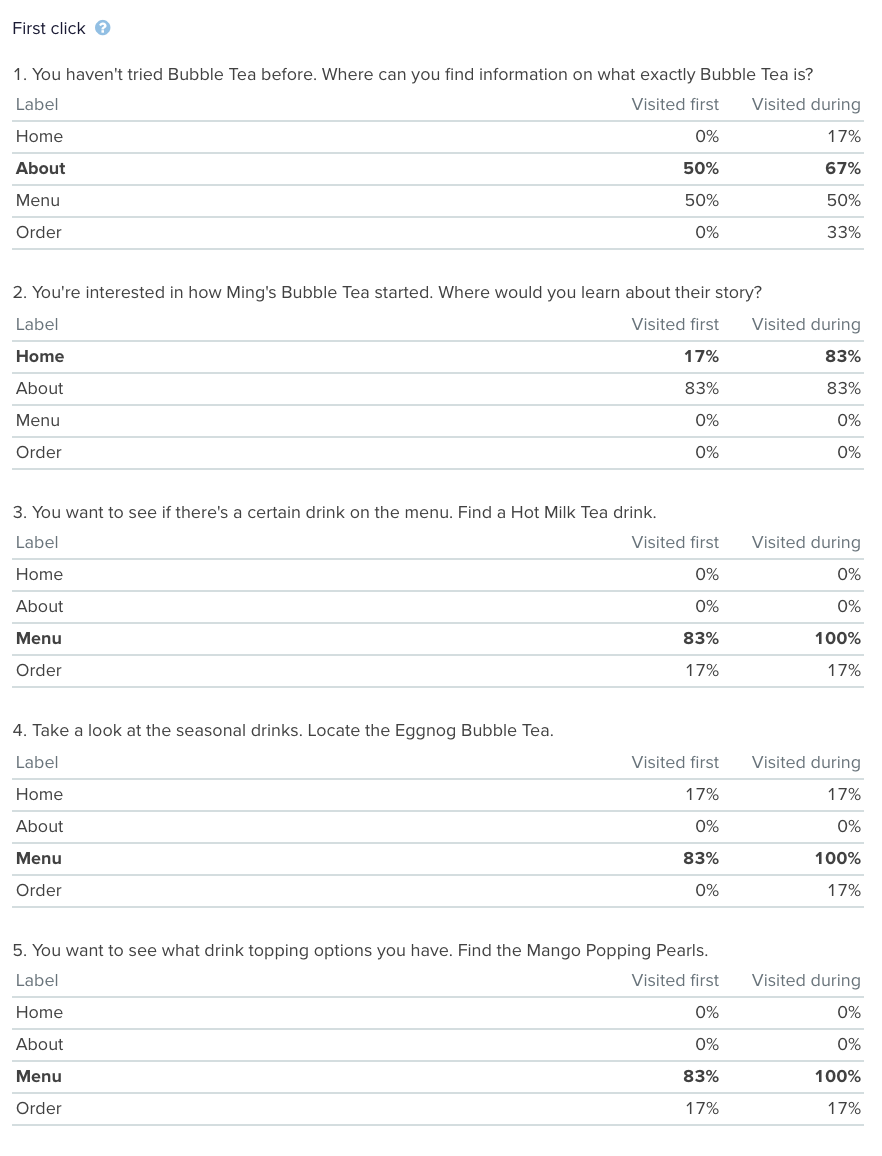 First click ?
1. You haven't tried Bubble Tea before. Where can you find information on what exactly Bubble Tea is?
Label Visited first Visited during
Home 0% 17%
About 50% 67%
Menu 50% 50%
Order 0% 33%
2. You're interested in how Ming's Bubble Tea started. Where would you learn about their story?
Label Visited first Visited during
Home 17% 83%
About 83% 83%
Menu 0% 0%
Order 0% 0%
3. You want to see if there's a certain drink on the menu. Find a Hot Milk Tea drink.
Label Visited first Visited during
Home 0% 0%
About 0% 0%
Menu 83% 100%
Order 17% 17%
4. Take a look at the seasonal drinks. Locate the Eggnog Bubble Tea.
Label Visited first Visited during
Home 17% 17%
About 0% 0%
Menu 83% 100%
Order 0% 17%
5. You want to see what drink topping options you have. Find the Mango Popping Pearls.
Label Visited first Visited during
Home 0% 0%
About 0% 0%
Menu 83% 100%
Order 17% 17%